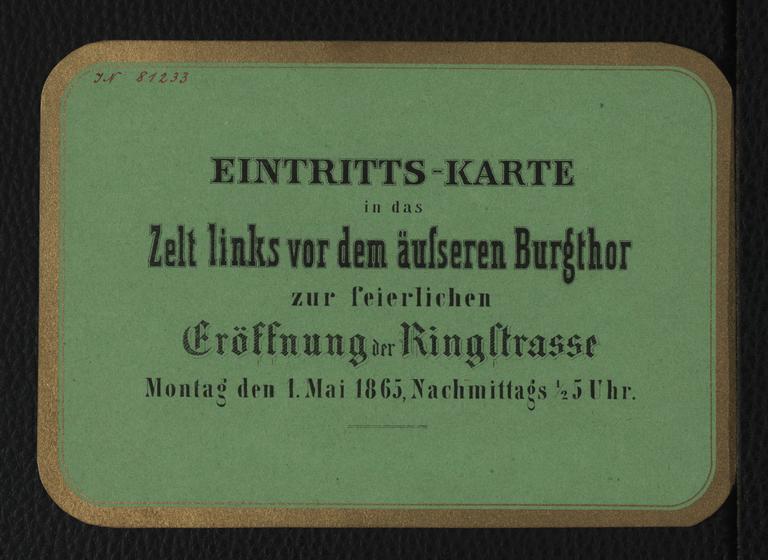 IN 81233
EINTRITTS-KARTE
in das
Zelt links vor dem äuſseren Burgthor
zur feierlichen
Eröffnung der Ringſtrasse
Montag den 1. Mai 1865, Nachmittags ½5 Uhr.